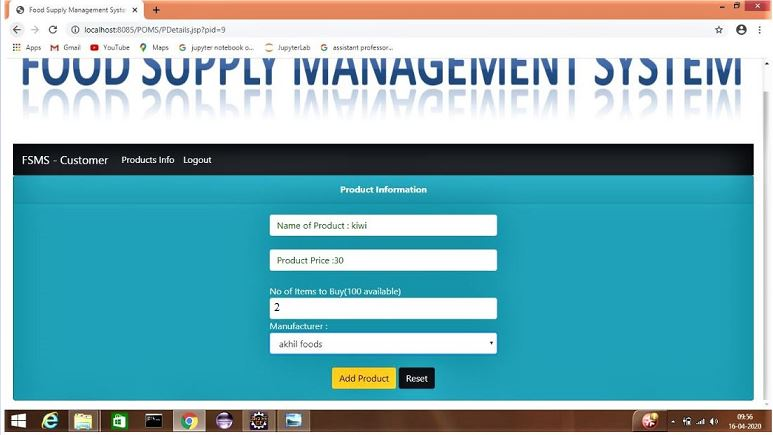 Food Supply Management Syste
localhost:8085/POMS/PDetails.jsp?pid=9
Apps
Gmail
YouTube
Maps
jupyter notebook o...
JupyterLab
assistant professor...
FOOD SUPPLY MANAGEMENT SYSTEM
FSMS - Customer
Products Info
Logout
Product Information
Name of Product : kiwi
Product Price :30
No of Items to Buy(100 available)
2
Manufacturer :
akhil foods
Add Product
Reset
09:56
16-04-2020